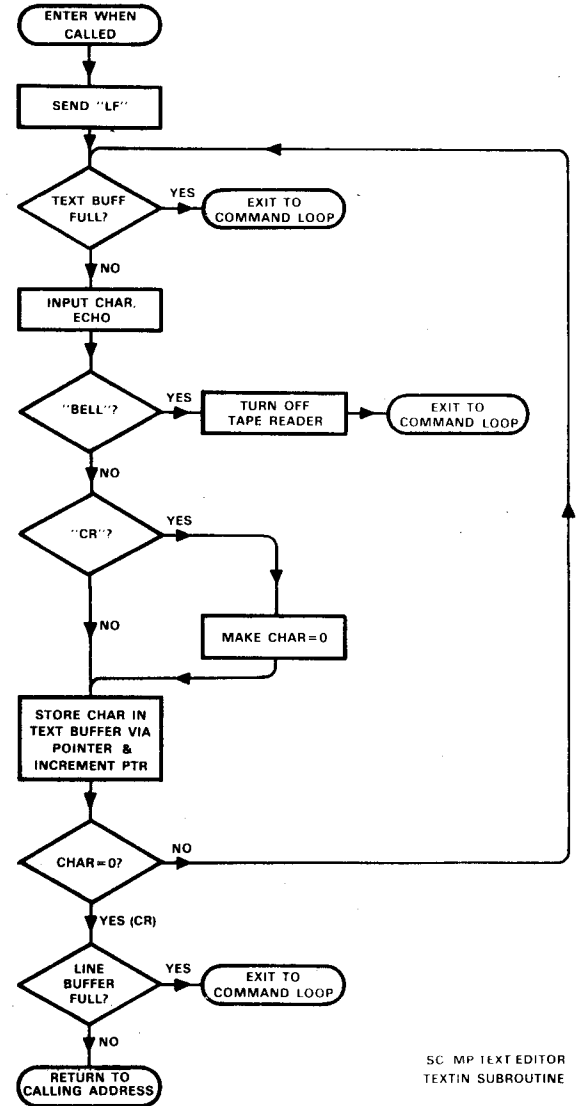 ENTER WHEN
CALLED
SEND "LF"
TEXT BUFF
FULL?
YES
EXIT TO
COMMAND LOOP
NO
INPUT CHAR.
ECHO
"BELL"?
YES
TURN OFF
TAPE READER
EXIT TO
COMMAND LOOP
NO
"CR"?
YES
NO
MAKE CHAR=0
STORE CHAR IN
TEXT BUFFER VIA
POINTER &
INCREMENT PTR
CHAR=0?
NO
YES (CR)
LINE
BUFFER
FULL?
YES
EXIT TO
COMMAND LOOP
NO
RETURN TO
CALLING ADDRESS
SC MP TEXT EDITOR
TEXTIN SUBROUTINE